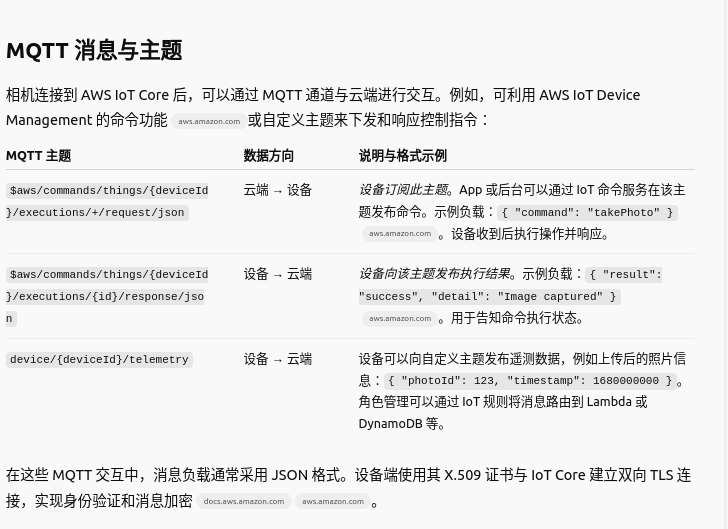 MQTT 消息与主题
相机连接到 AWS IoT Core 后，可以通过 MQTT 通道与云端进行交互。例如，可利用 AWS IoT Device
Management 的命令功能 aws.amazon.com 或自定义主题来下发和响应控制指令：
MQTT 主题 数据方向 说明与格式示例
$aws/commands/things/{deviceId
}/executions/+/request/json
云端 → 设备
设备订阅此主题。App 或后台可以通过 IoT 命令服务在该主
题发布命令。示例负载：{ "command": "takePhoto" }
aws.amazon.com 。设备收到后执行操作并响应。
$aws/commands/things/{deviceId
}/executions/{id}/response/jso
n
设备 → 云端
设备向该主题发布执行结果。示例负载：{ "result":
"success", "detail": "Image captured" }
aws.amazon.com 。用于告知命令执行状态。
device/{deviceId}/telemetry
设备 → 云端
设备可以向自定义主题发布遥测数据，例如上传后的照片信
息：{ "photoId": 123, "timestamp": 1680000000 }。
角色管理可以通过 IoT 规则将消息路由到 Lambda 或
DynamoDB 等。
在这些 MQTT 交互中，消息负载通常采用 JSON 格式。设备端使用其 X.509 证书与 IoT Core 建立双向 TLS 连
接，实现身份验证和消息加密 docs.aws.amazon.com aws.amazon.com 。